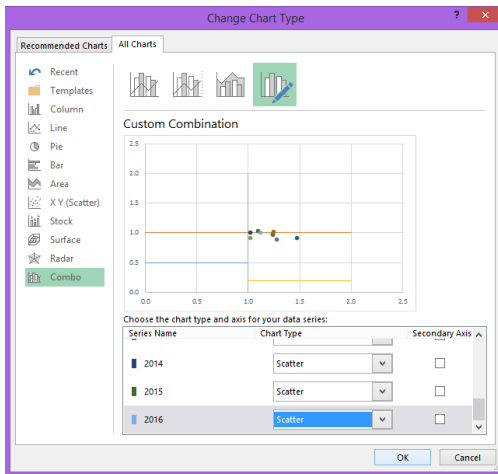 Change Chart Type
?
Recommended Charts
All Charts
Recent
Templates
Column
Line
Pie
Bar
Area
X Y (Scatter)
Stock
Surface
Radar
Combo
Custom Combination
2.5
2.0
1.5
1.0
0.5
0.0
0.0 0.5 1.0 1.5 2.0 2.5
Choose the chart type and axis for your data series:
Series Name Chart Type Secondary Axis
2014 Scatter
2015 Scatter
2016 Scatter
OK Cancel